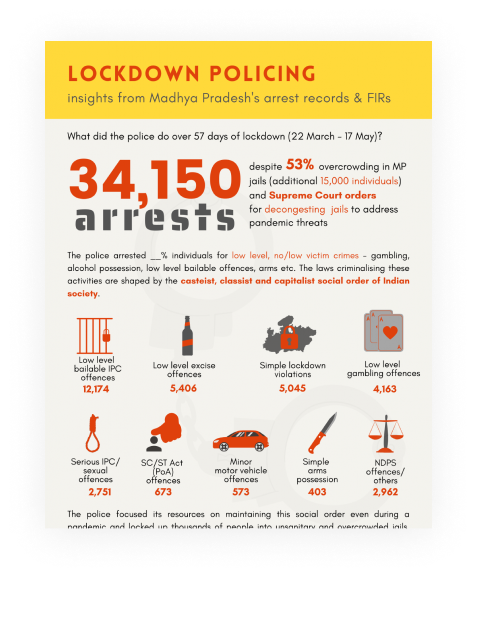 LOCKDOWN POLICING
insights from Madhya Pradesh's arrest records & FIRs
What did the police do over 57 days of lockdown (22 March - 17 May)?
34,150
arrests
despite 53% overcrowding in MP
jails (additional 15,000 individuals)
and Supreme Court orders
for decongesting jails to address
pandemic threats
The police arrested __% individuals for low level, no/low victim crimes - gambling,
alcohol possession, low level bailable offences, arms etc. The laws criminalising these
activities are shaped by the casteist, classist and capitalist social order of Indian
society.
Low level
bailable IPC
offences
12,174
Low level excise
offences
5,406
Simple lockdown
violations
5,045
Low level
gambling offences
4,163
Serious IPC/
sexual
offences
2,751
SC/ST Act
(PoA)
offences
673
Minor
motor vehicle
offences
573
Simple
arms
possession
403
NDPS
offences/
others
2,962
The police focused its resources on maintaining this social order even during a
pandemic and locked up thousands of people into unsanitary and overcrowded jails.